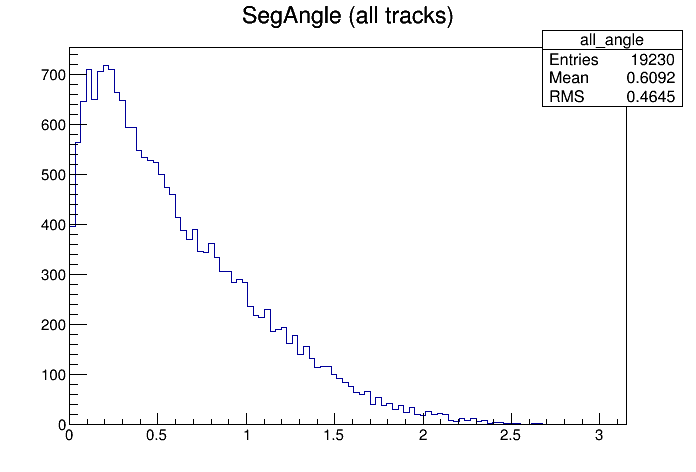 SegAngle (all tracks)
all_angle
Entries 19230
Mean 0.6092
RMS 0.4645
700
600
500
400
300
200
100
0
0 0.5 1 1.5 2 2.5 3